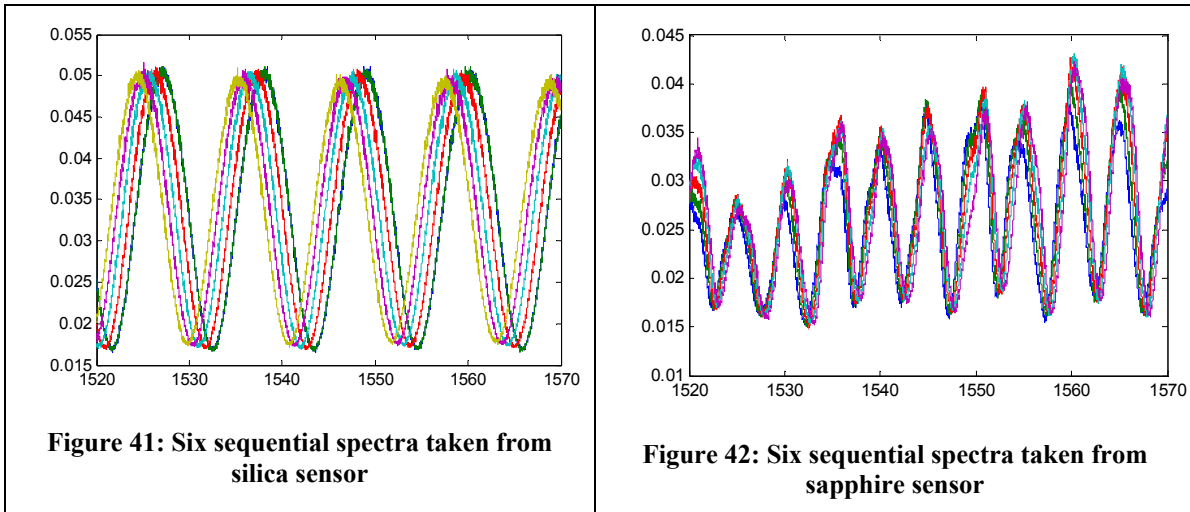 0.055
0.05
0.045
0.04
0.035
0.03
0.025
0.02
0.015
1520 1530 1540 1550 1560 1570
Figure 41: Six sequential spectra taken from
silica sensor
0.045
0.04
0.035
0.03
0.025
0.02
0.015
0.01
1520 1530 1540 1550 1560 1570
Figure 42: Six sequential spectra taken from
sapphire sensor